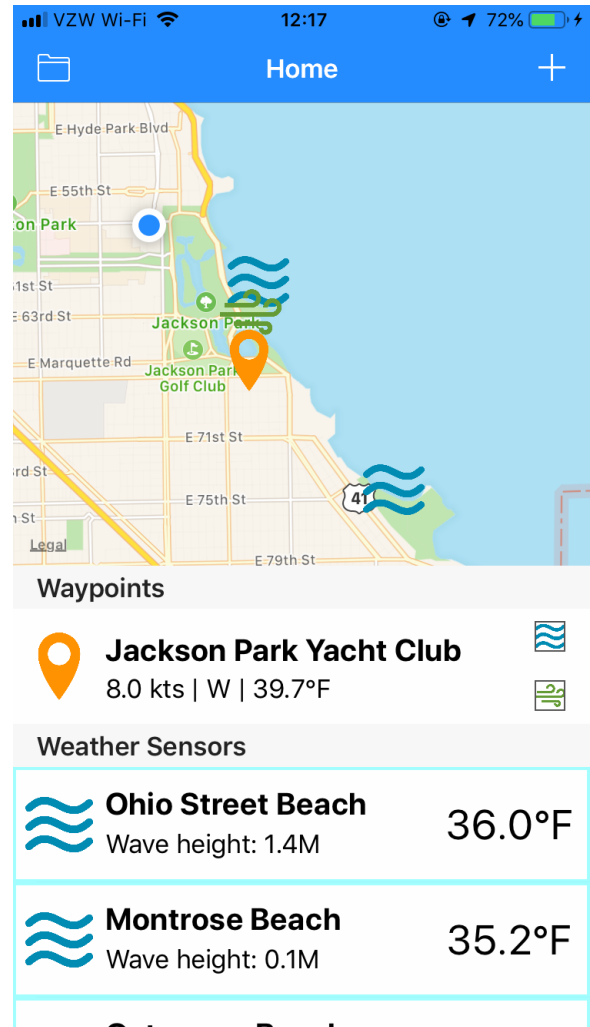 VZW Wi-Fi 12:17 72%
Home
E Hyde Park Blvd
E 55th St
on Park
1st St
E 63rd St
Jackson Park
E Marquette Rd
Jackson Park
Golf Club
E 71st St
rd St
E 75th St
41
St
Legal
E 79th St
Waypoints
Jackson Park Yacht Club
8.0 kts | W | 39.7°F
Weather Sensors
Ohio Street Beach
Wave height: 1.4M
36.0°F
Montrose Beach
Wave height: 0.1M
35.2°F